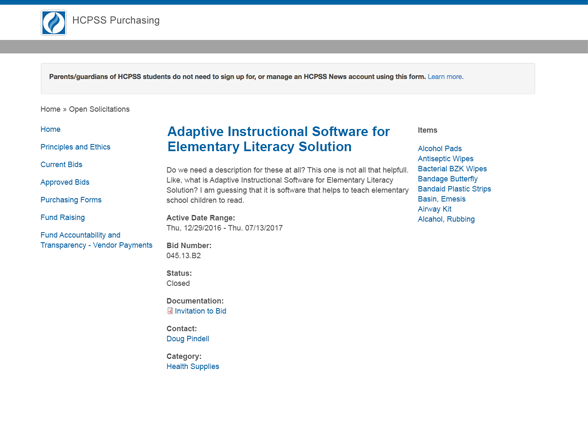 HCPSS Purchasing
Parents/guardians of HCPSS students do not need to sign up for, or manage an HCPSS News account using this form. Learn more.
Home » Open Solicitations
Home
Principles and Ethics
Current Bids
Approved Bids
Purchasing Forms
Fund Raising
Fund Accountability and
Transparency - Vendor Payments
Adaptive Instructional Software for
Elementary Literacy Solution
Do we need a description for these at all? This one is not all that helpfull.
Like, what is Adaptive Instructional Software for Elementary Literacy
Solution? I am guessing that it is software that helps to teach elementary
school children to read.
Active Date Range:
Thu, 12/29/2016 - Thu, 07/13/2017
Bid Number:
045.13.B2
Status:
Closed
Documentation:
Invitation to Bid
Contact:
Doug Pindell
Category:
Health Supplies
Items
Alcohol Pads
Antiseptic Wipes
Bacterial BZK Wipes
Bandage Butterfly
Bandaid Plastic Strips
Basin, Emesis
Airway Kit
Alcahol, Rubbing